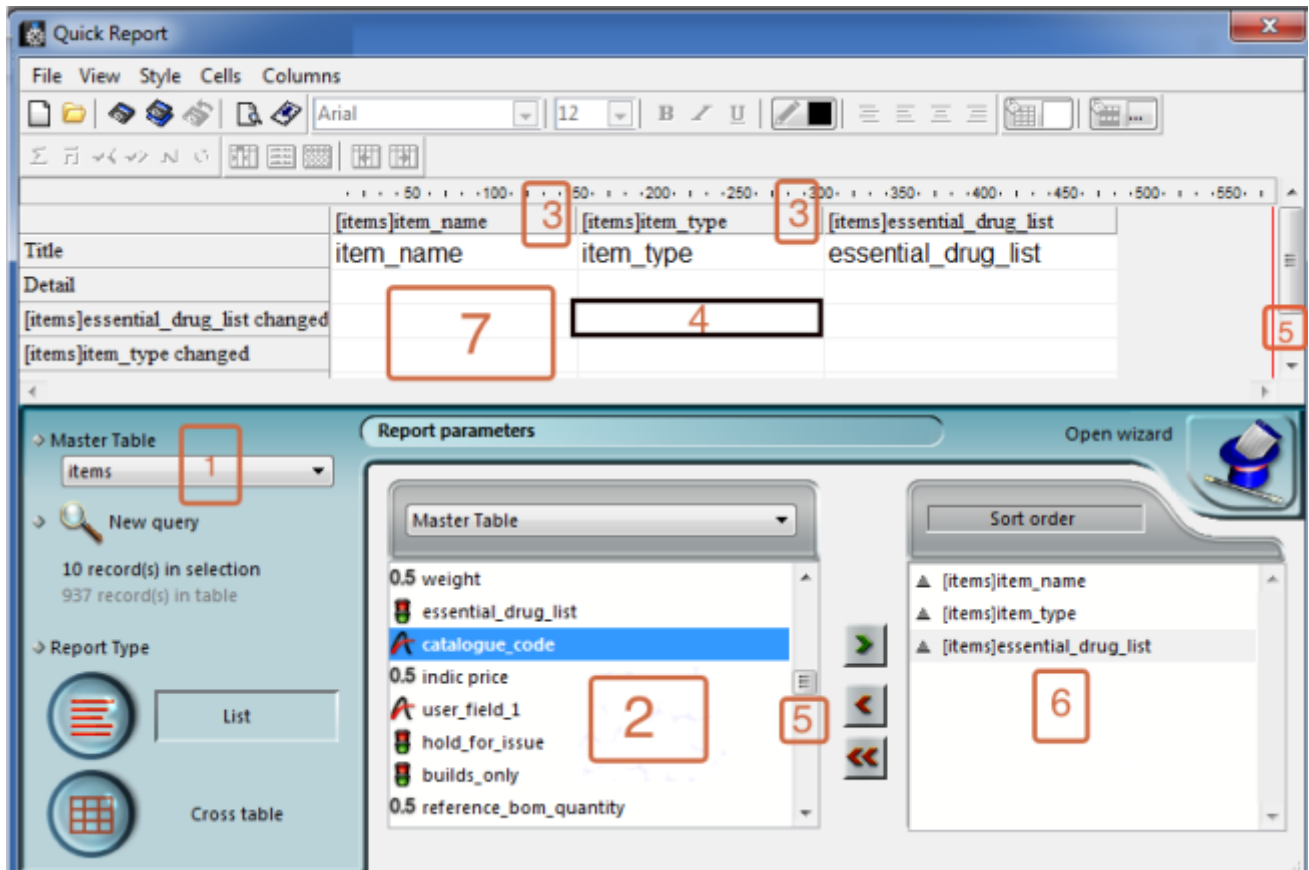 Quick Report
x
File View Style Cells Columns
Arial 12 B I U ...
Σ N
50 100 50 200 250 300 350 400 450 500 550
3 3
[items]item_name [items]item_type [items]essential_drug_list
Title item_name item_type essential_drug_list
Detail
[items]essential_drug_list changed 7 4
5
[items]item_type changed
Master Table Report parameters Open wizard
items 1
New query Master Table Sort order
10 record(s) in selection 0.5 weight [items]item_name
937 record(s) in table essential_drug_list [items]item_type
Report Type catalogue_code > [items]essential_drug_list
0.5 indic price
List user_field_1 2 5 < 6
hold_for_issue
builds_only <<
Cross table 0.5 reference_bom_quantity